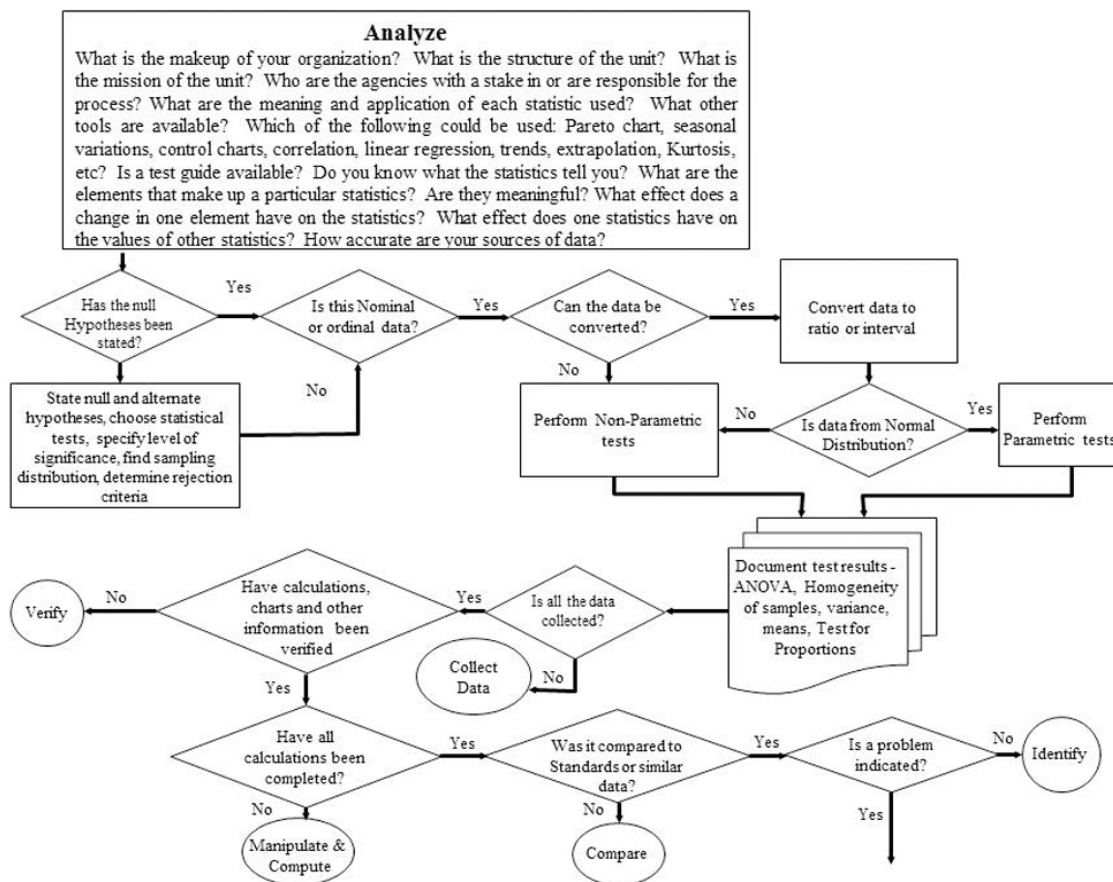 Analyze
What is the makeup of your organization? What is the structure of the unit? What is
the mission of the unit? Who are the agencies with a stake in or are responsible for the
process? What are the meaning and application of each statistic used? What other
tools are available? Which of the following could be used: Pareto chart, seasonal
variations, control charts, correlation, linear regression, trends, extrapolation, Kurtosis,
etc? Is a test guide available? Do you know what the statistics tell you? What are the
elements that make up a particular statistics? Are they meaningful? What effect does a
change in one element have on the statistics? What effect does one statistics have on
the values of other statistics? How accurate are your sources of data?
Has the null
Hypotheses been
stated?
Yes
Is this Nominal
or ordinal data?
Yes
Can the data be
converted?
Yes
Convert data to
ratio or interval
No
No
State null and alternate
hypotheses, choose statistical
tests, specify level of
significance, find sampling
distribution, determine rejection
criteria
Perform Non-Parametric
tests
No
Is data from Normal
Distribution?
Yes
Perform
Parametric tests
Document test results -
ANOVA, Homogeneity
of samples, variance,
means, Test for
Proportions
Is all the data
collected?
Yes
Have calculations,
charts and other
information been
verified
No
Verify
No
Collect
Data
Yes
Have all
calculations been
completed?
Yes
Was it compared to
Standards or similar
data?
Yes
Is a problem
indicated?
No
Identify
No
Manipulate &
Compute
No
Compare
Yes